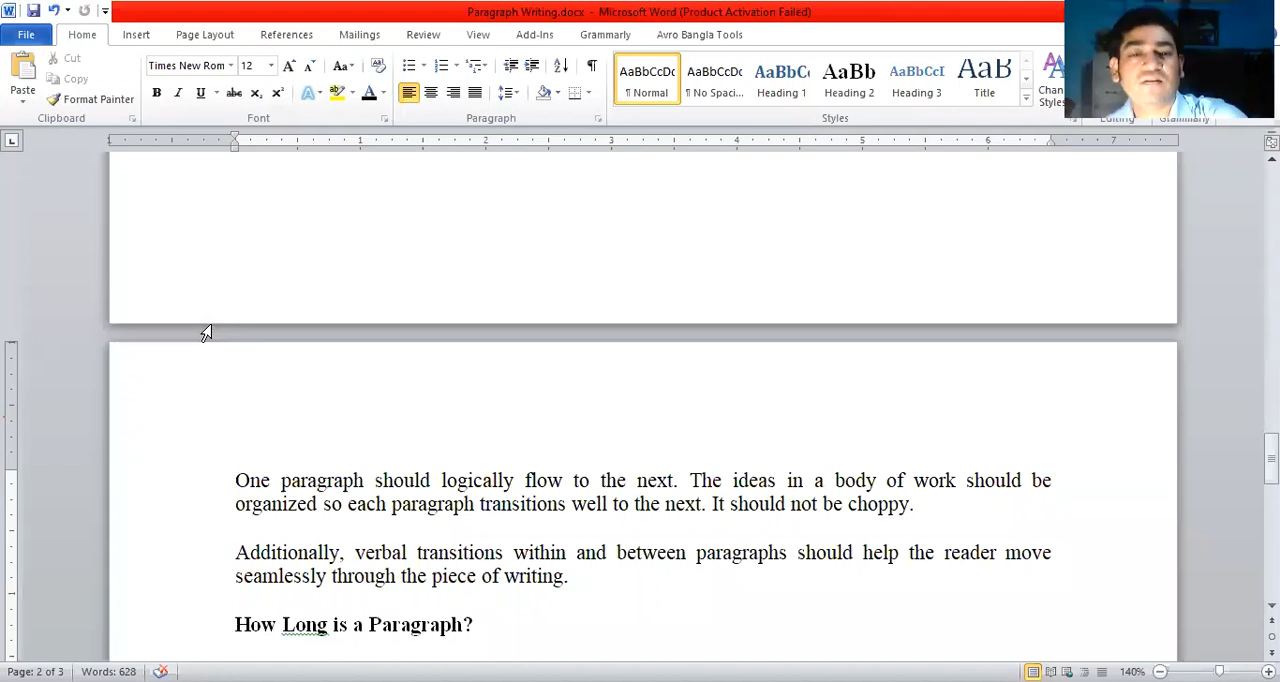 Paragraph Writing.docx - Microsoft Word (Product Activation Failed)
File Home Insert Page Layout References Mailings Review View Add-Ins Grammarly Avro Bangla Tools
Cut
Copy
Format Painter
Paste
Clipboard
Times New Rom 12
Font
Paragraph
AaBbCcDc AaBbCcDc AaBbC AaBb AaBbCcI AaB
¶ Normal ¶ No Spaci... Heading 1 Heading 2 Heading 3 Title
Chan
Styles
Styles
One paragraph should logically flow to the next. The ideas in a body of work should be
organized so each paragraph transitions well to the next. It should not be choppy.
Additionally, verbal transitions within and between paragraphs should help the reader move
seamlessly through the piece of writing.
How Long is a Paragraph?
Page: 2 of 3 Words: 628 140%